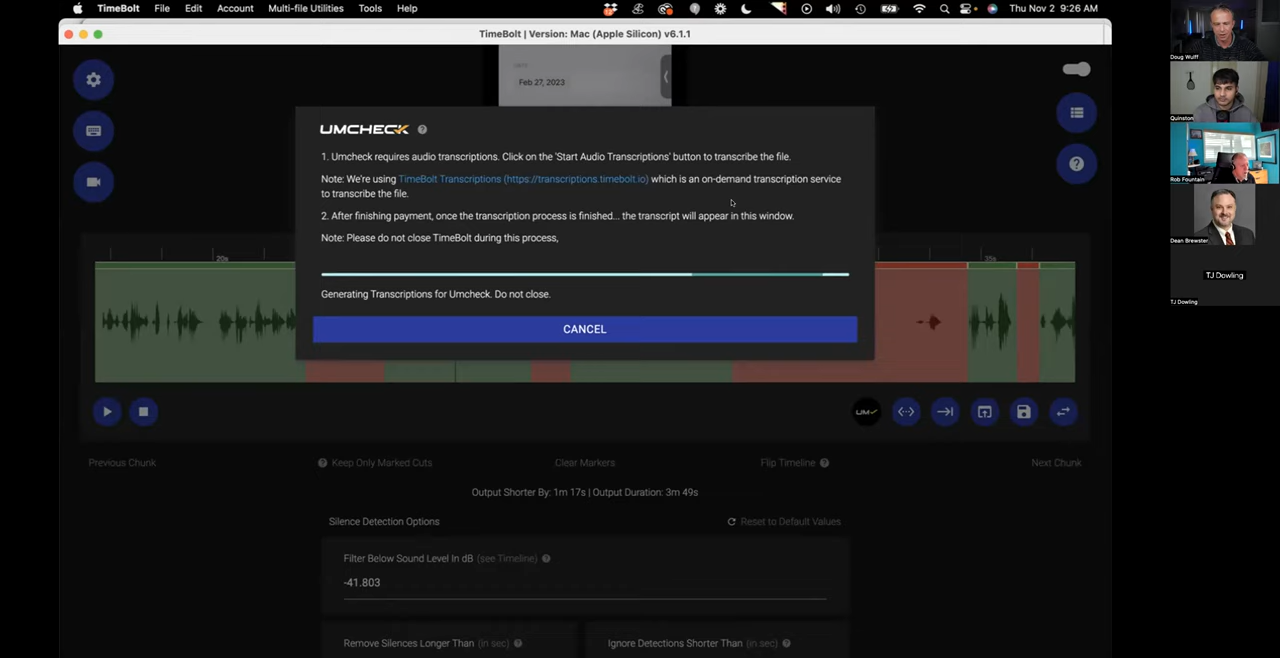 TimeBolt File Edit Account Multi-file Utilities Tools Help Thu Nov 2 9:26 AM
TimeBolt | Version: Mac (Apple Silicon) v6.1.1
Feb 27, 2023
UMCHECK
1. Umcheck requires audio transcriptions. Click on the 'Start Audio Transcriptions' button to transcribe the file.
Note: We're using TimeBolt Transcriptions (https://transcriptions.timebolt.io) which is an on-demand transcription service
to transcribe the file.
2. After finishing payment, once the transcription process is finished... the transcript will appear in this window.
Note: Please do not close TimeBolt during this process,
Generating Transcriptions for Umcheck. Do not close.
CANCEL
20s
35s
UM
Previous Chunk Keep Only Marked Cuts Clear Markers Flip Timeline Next Chunk
Output Shorter By: 1m 17s | Output Duration: 3m 49s
Silence Detection Options Reset to Default Values
Filter Below Sound Level In dB (see Timeline)
-41.803
Remove Silences Longer Than (in sec) Ignore Detections Shorter Than (in sec)
Doug Wulff
Quinston
Rob Fountain
Dean Brewster
TJ Dowling
TJ Dowling